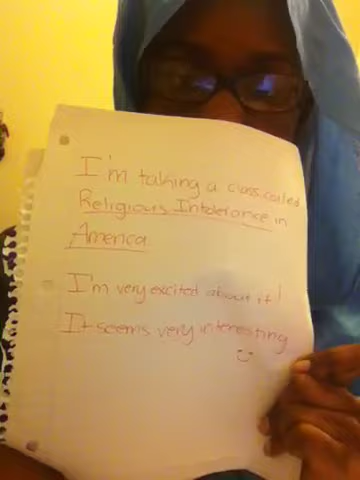 I'm taking a class called
Religious Intolerance in
America
I'm very excited about it!
It seems very interesting